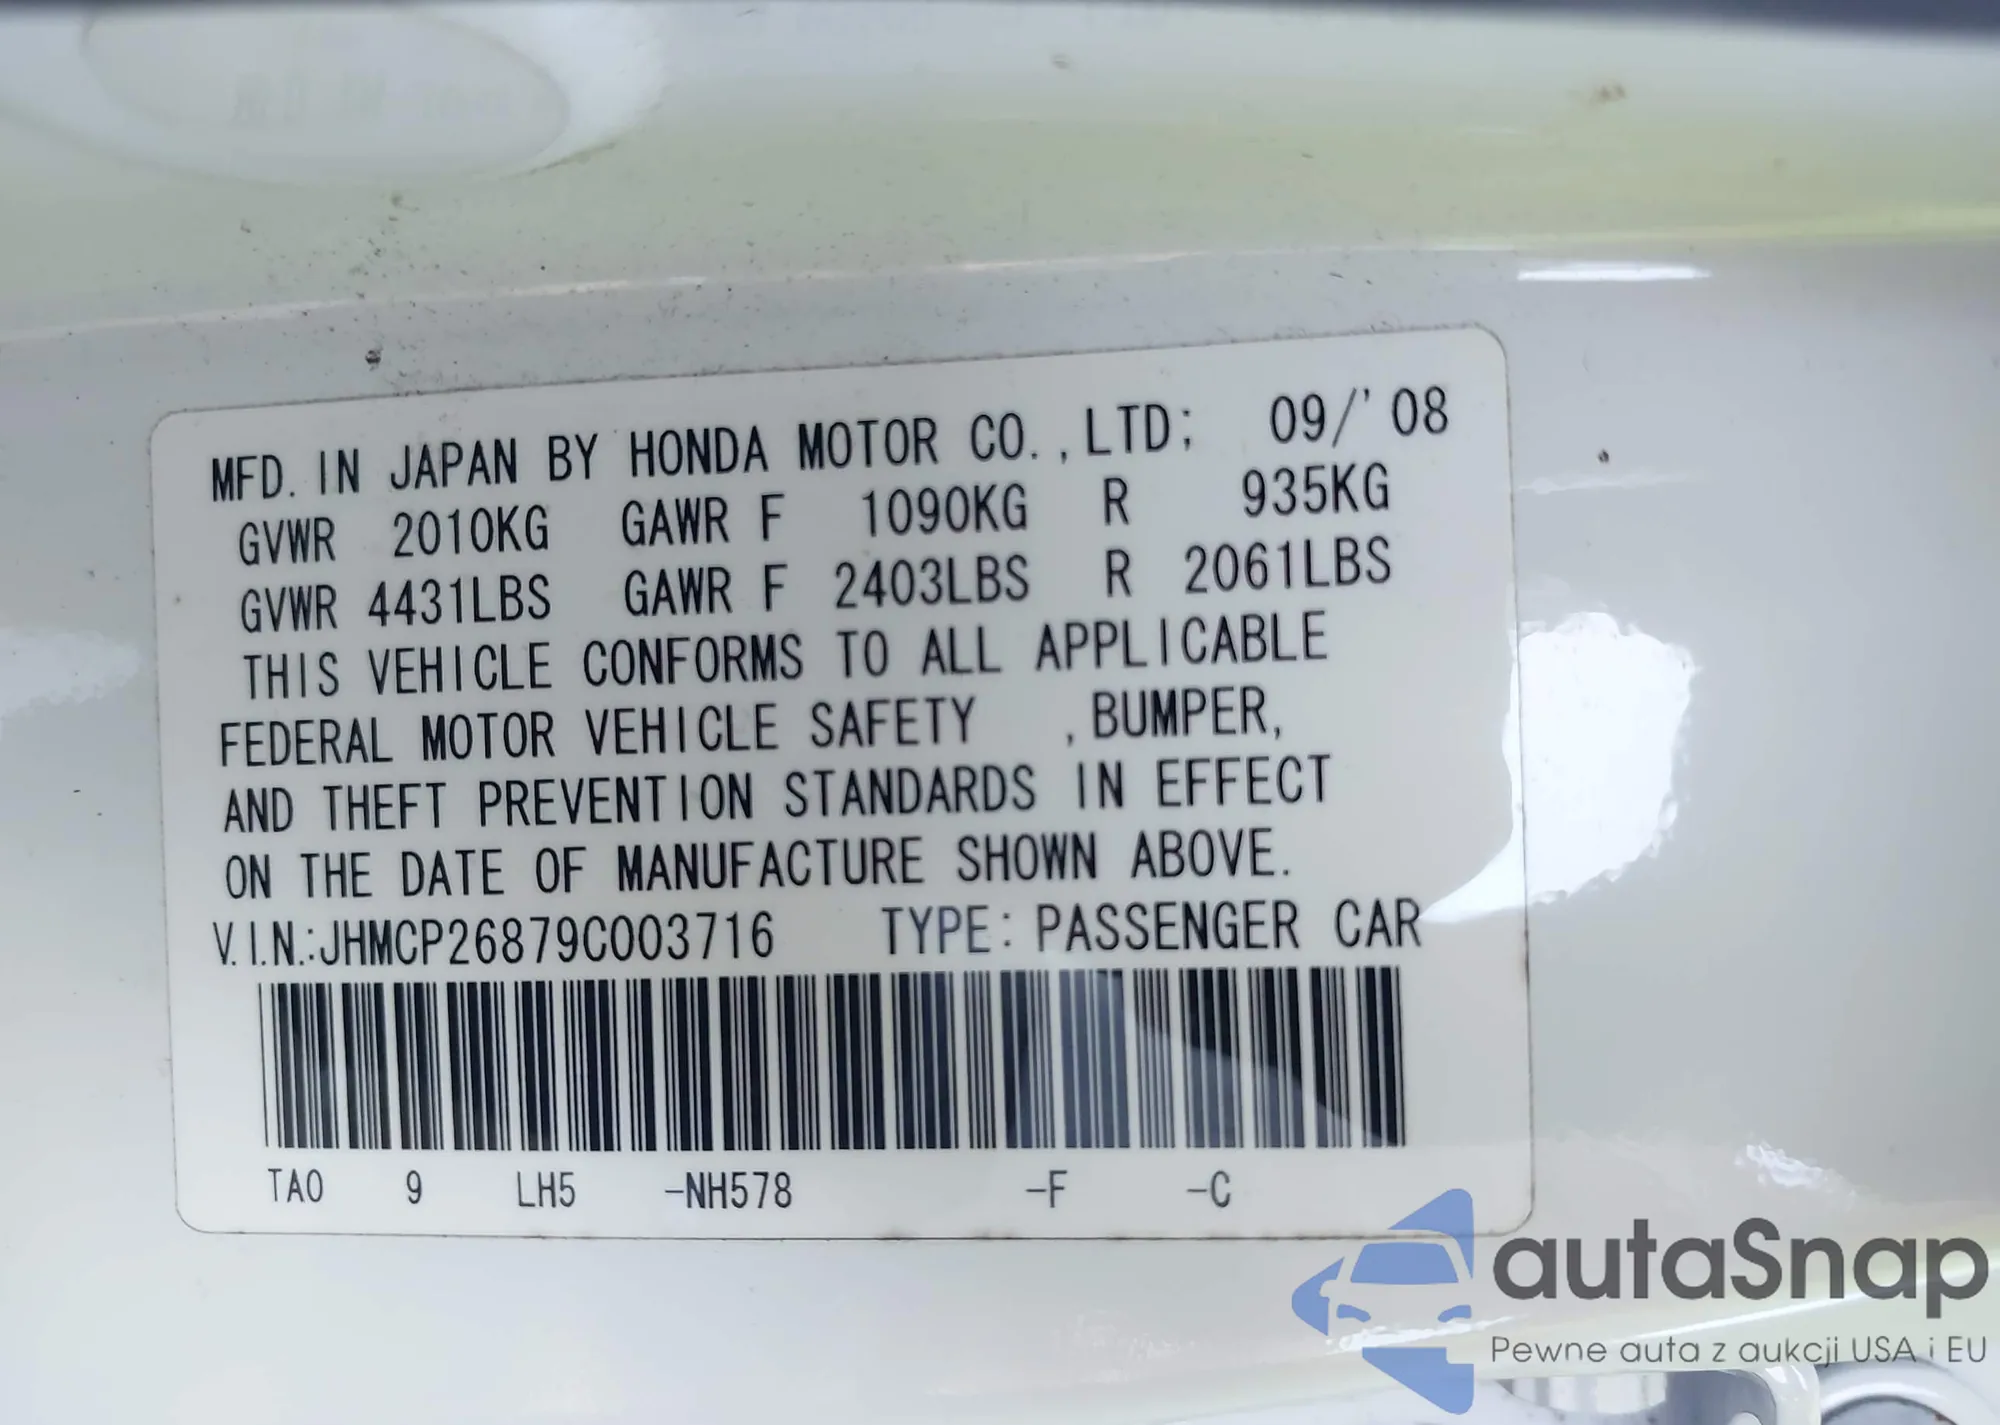 MFD. IN JAPAN BY HONDA MOTOR CO., LTD; 09/'08
GVWR 2010KG GAWR F 1090KG R 935KG
GVWR 4431LBS GAWR F 2403LBS R 2061LBS
THIS VEHICLE CONFORMS TO ALL APPLICABLE
FEDERAL MOTOR VEHICLE SAFETY , BUMPER,
AND THEFT PREVENTION STANDARDS IN EFFECT
ON THE DATE OF MANUFACTURE SHOWN ABOVE.
V.I.N.:JHMCP26879C003716 TYPE: PASSENGER CAR
TA0 9 LH5 -NH578 -F -C
autaSnap
Pewne auta z aukcji USA i EU